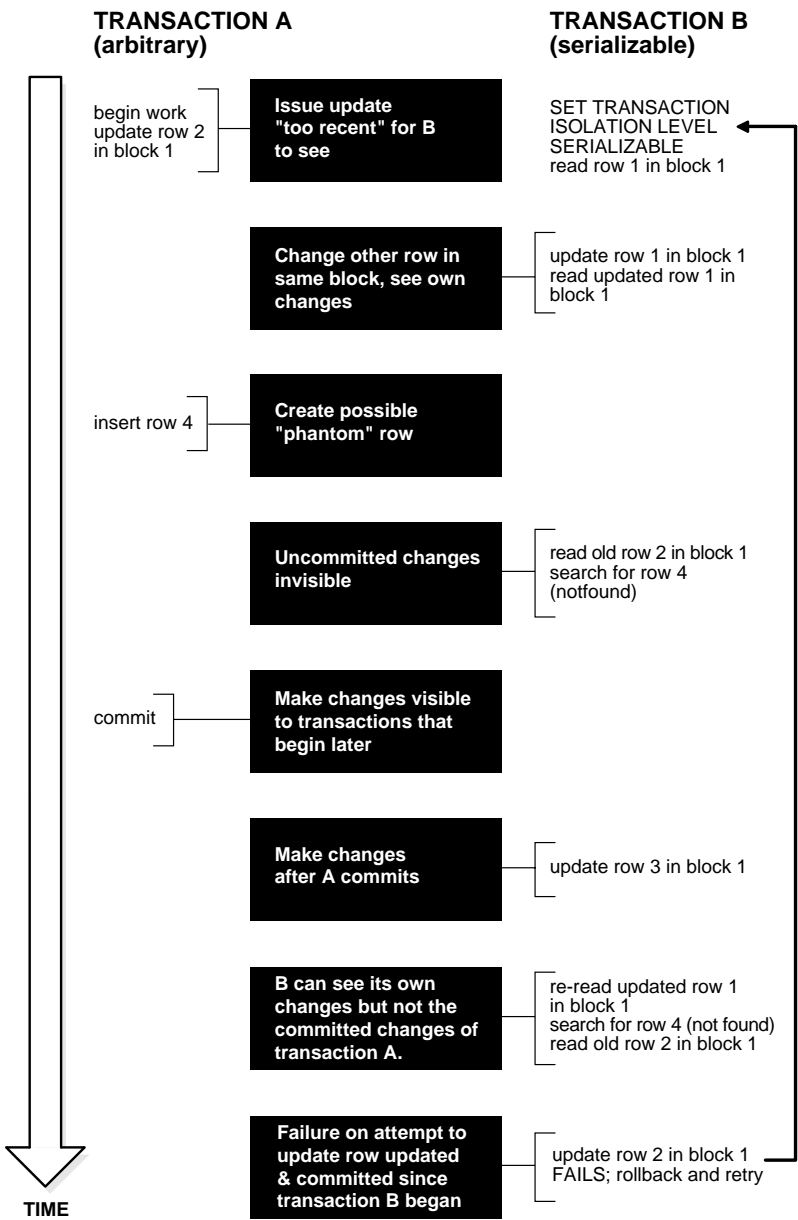 TRANSACTION A
(arbitrary)
TRANSACTION B
(serializable)
begin work
update row 2
in block 1
Issue update
"too recent" for B
to see
SET TRANSACTION
ISOLATION LEVEL
SERIALIZABLE
read row 1 in block 1
Change other row in
same block, see own
changes
update row 1 in block 1
read updated row 1 in
block 1
insert row 4
Create possible
"phantom" row
Uncommitted changes
invisible
read old row 2 in block 1
search for row 4
(notfound)
commit
Make changes visible
to transactions that
begin later
Make changes
after A commits
update row 3 in block 1
B can see its own
changes but not the
committed changes of
transaction A.
re-read updated row 1
in block 1
search for row 4 (not found)
read old row 2 in block 1
Failure on attempt to
update row updated
& committed since
transaction B began
update row 2 in block 1
FAILS; rollback and retry
TIME